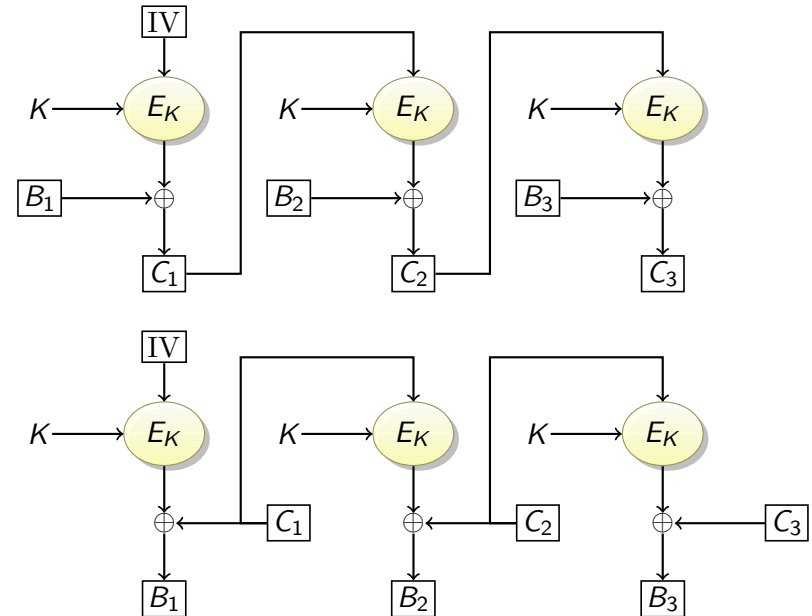 IV
K E_K K E_K K E_K
B_1 ⊕ B_2 ⊕ B_3 ⊕
C_1 C_2 C_3
IV
K E_K K E_K K E_K
⊕ C_1 ⊕ C_2 ⊕ C_3
B_1 B_2 B_3